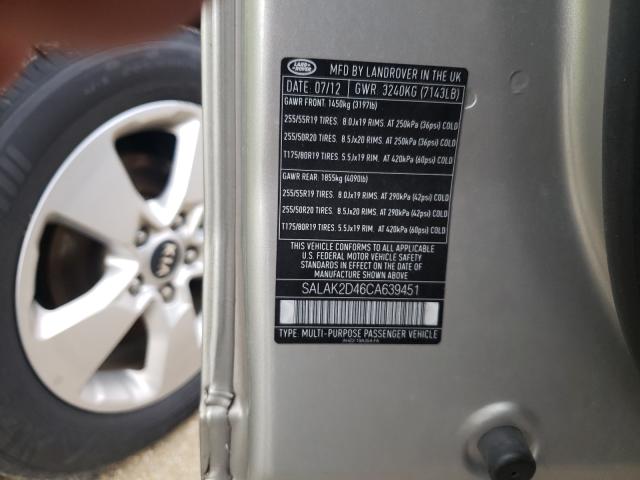 LAND ROVER
MFD BY LANDROVER IN THE UK
DATE 07/12 GWR 3240KG (7143LB)
GAWR FRONT: 1450kg (3197lb)
255/55R19 TIRES. 8.0Jx19 RIMS. AT 250kPa (36psi) COLD
255/50R20 TIRES. 8.5Jx20 RIMS. AT 250kPa (36psi) COLD
T175/80R19 TIRES. 5.5Jx19 RIM. AT 420kPa (60psi) COLD
GAWR REAR: 1855kg (4090lb)
255/55R19 TIRES. 8.0Jx19 RIMS. AT 290kPa (42psi) COLD
255/50R20 TIRES. 8.5Jx20 RIMS. AT 290kPa (42psi) COLD
T175/80R19 TIRES. 5.5Jx19 RIM. AT 420kPa (60psi) COLD
THIS VEHICLE CONFORMS TO ALL APPLICABLE
U.S. FEDERAL MOTOR VEHICLE SAFETY
STANDARDS IN EFFECT ON THE DATE OF
MANUFACTURE SHOWN ABOVE
SALAK2D46CA639451
TYPE: MULTI-PURPOSE PASSENGER VEHICLE
KIA